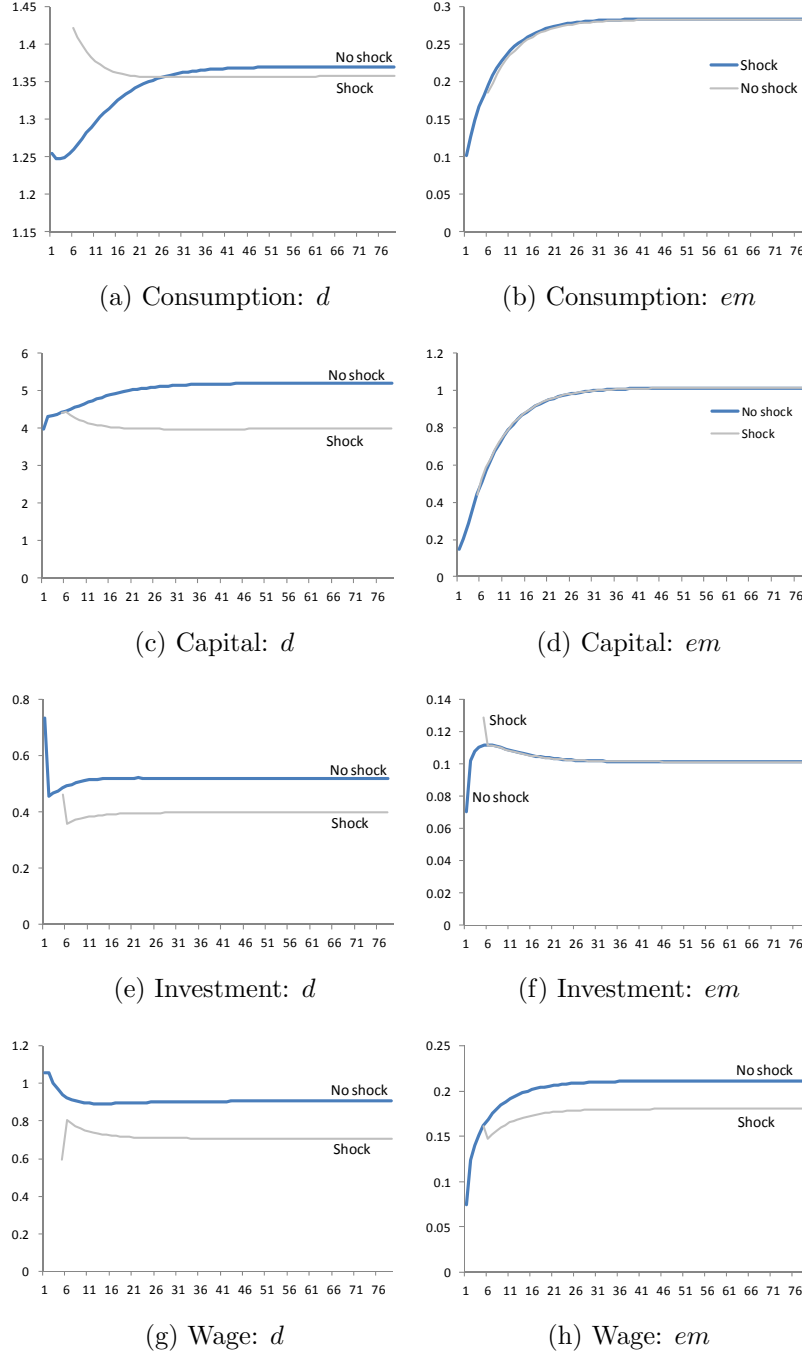 1.45
1.4
1.35
1.3
1.25
1.2
1.15
No shock
Shock
1 6 11 16 21 26 31 36 41 46 51 56 61 66 71 76
(a) Consumption: d
0.3
0.25
0.2
0.15
0.1
0.05
0
Shock
No shock
1 6 11 16 21 26 31 36 41 46 51 56 61 66 71 76
(b) Consumption: em
6
5
4
3
2
1
0
No shock
Shock
1 6 11 16 21 26 31 36 41 46 51 56 61 66 71 76
(c) Capital: d
1.2
1
0.8
0.6
0.4
0.2
0
No shock
Shock
1 6 11 16 21 26 31 36 41 46 51 56 61 66 71 76
(d) Capital: em
0.8
0.6
0.4
0.2
0
No shock
Shock
1 6 11 16 21 26 31 36 41 46 51 56 61 66 71 76
(e) Investment: d
0.14
0.12
0.1
0.08
0.06
0.04
0.02
0
Shock
No shock
1 6 11 16 21 26 31 36 41 46 51 56 61 66 71 76
(f) Investment: em
1.2
1
0.8
0.6
0.4
0.2
0
No shock
Shock
1 6 11 16 21 26 31 36 41 46 51 56 61 66 71 76
(g) Wage: d
0.25
0.2
0.15
0.1
0.05
0
No shock
Shock
1 6 11 16 21 26 31 36 41 46 51 56 61 66 71 76
(h) Wage: em